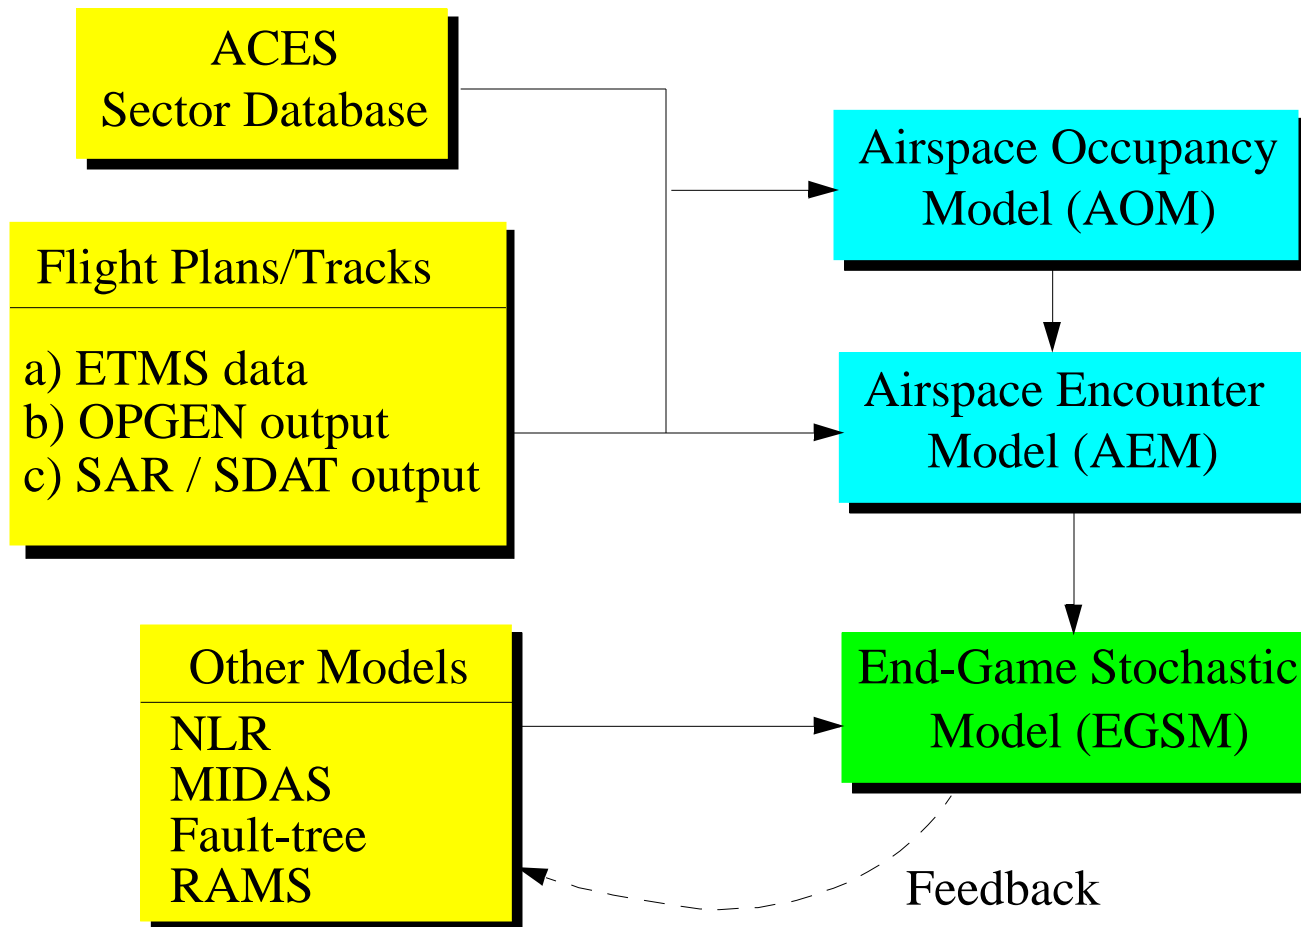 ACES
Sector Database
Airspace Occupancy
Model (AOM)
Flight Plans/Tracks
a) ETMS data
b) OPGEN output
c) SAR / SDAT output
Airspace Encounter
Model (AEM)
Other Models
NLR
MIDAS
Fault-tree
RAMS
End-Game Stochastic
Model (EGSM)
Feedback